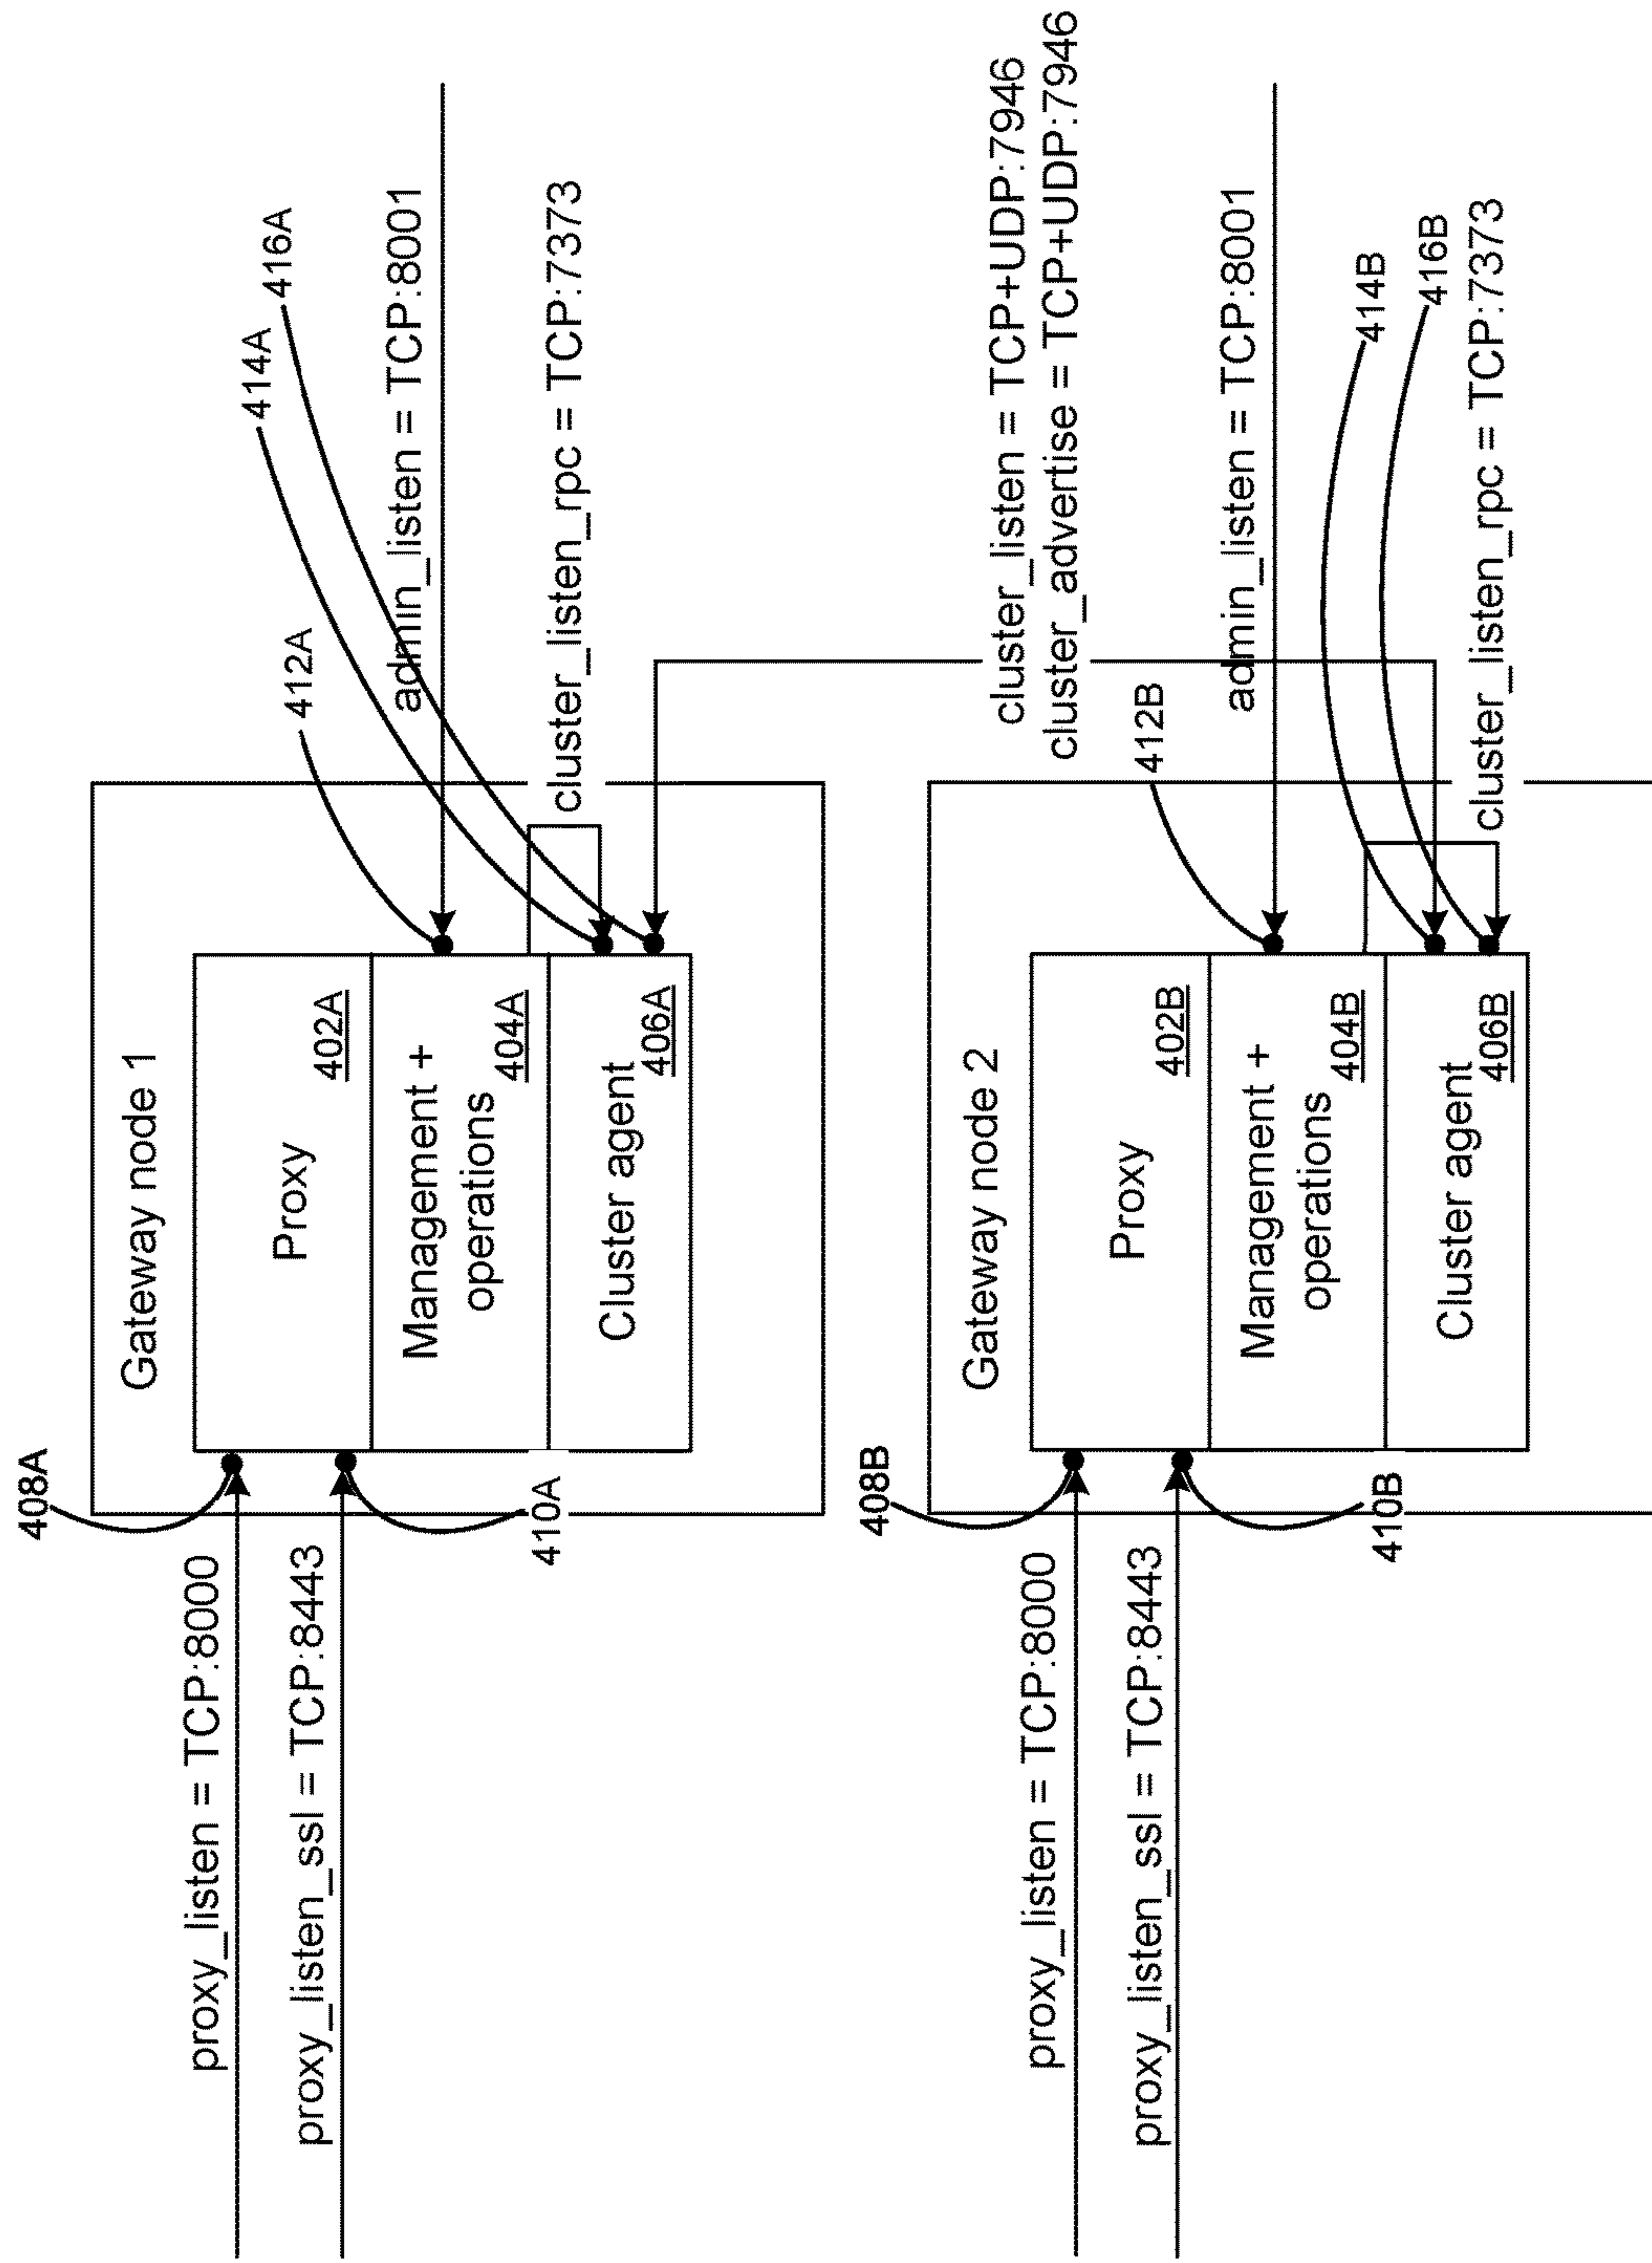 408A
proxy_listen = TCP:8000
proxy_listen_ssl = TCP:8443
410A
Gateway node 1
Proxy
402A
Management +
operations
404A
Cluster agent
406A
412A
414A
416A
admin_listen = TCP:8001
cluster_listen_rpc = TCP:7373
cluster_listen = TCP+UDP:7946
cluster_advertise = TCP+UDP:7946
408B
proxy_listen = TCP:8000
proxy_listen_ssl = TCP:8443
410B
Gateway node 2
Proxy
402B
Management +
operations
404B
Cluster agent
406B
412B
admin_listen = TCP:8001
414B
416B
cluster_listen_rpc = TCP:7373